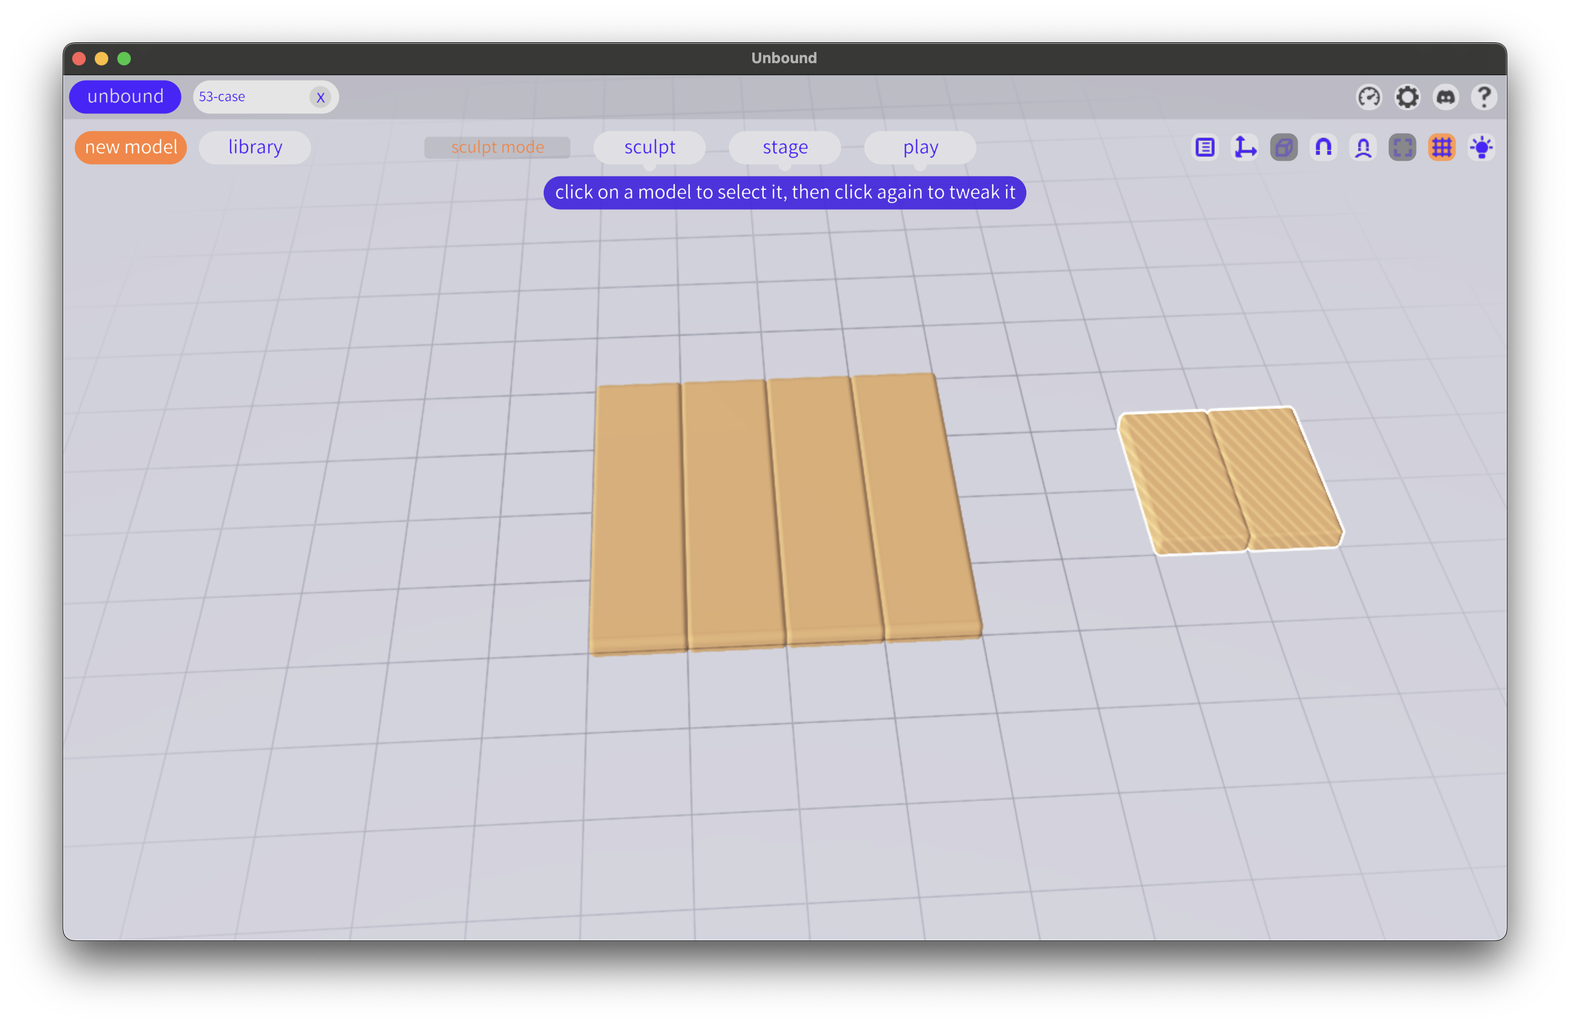 Unbound
unbound
53-case
X
?
new model
library
sculpt mode
sculpt
stage
play
click on a model to select it, then click again to tweak it